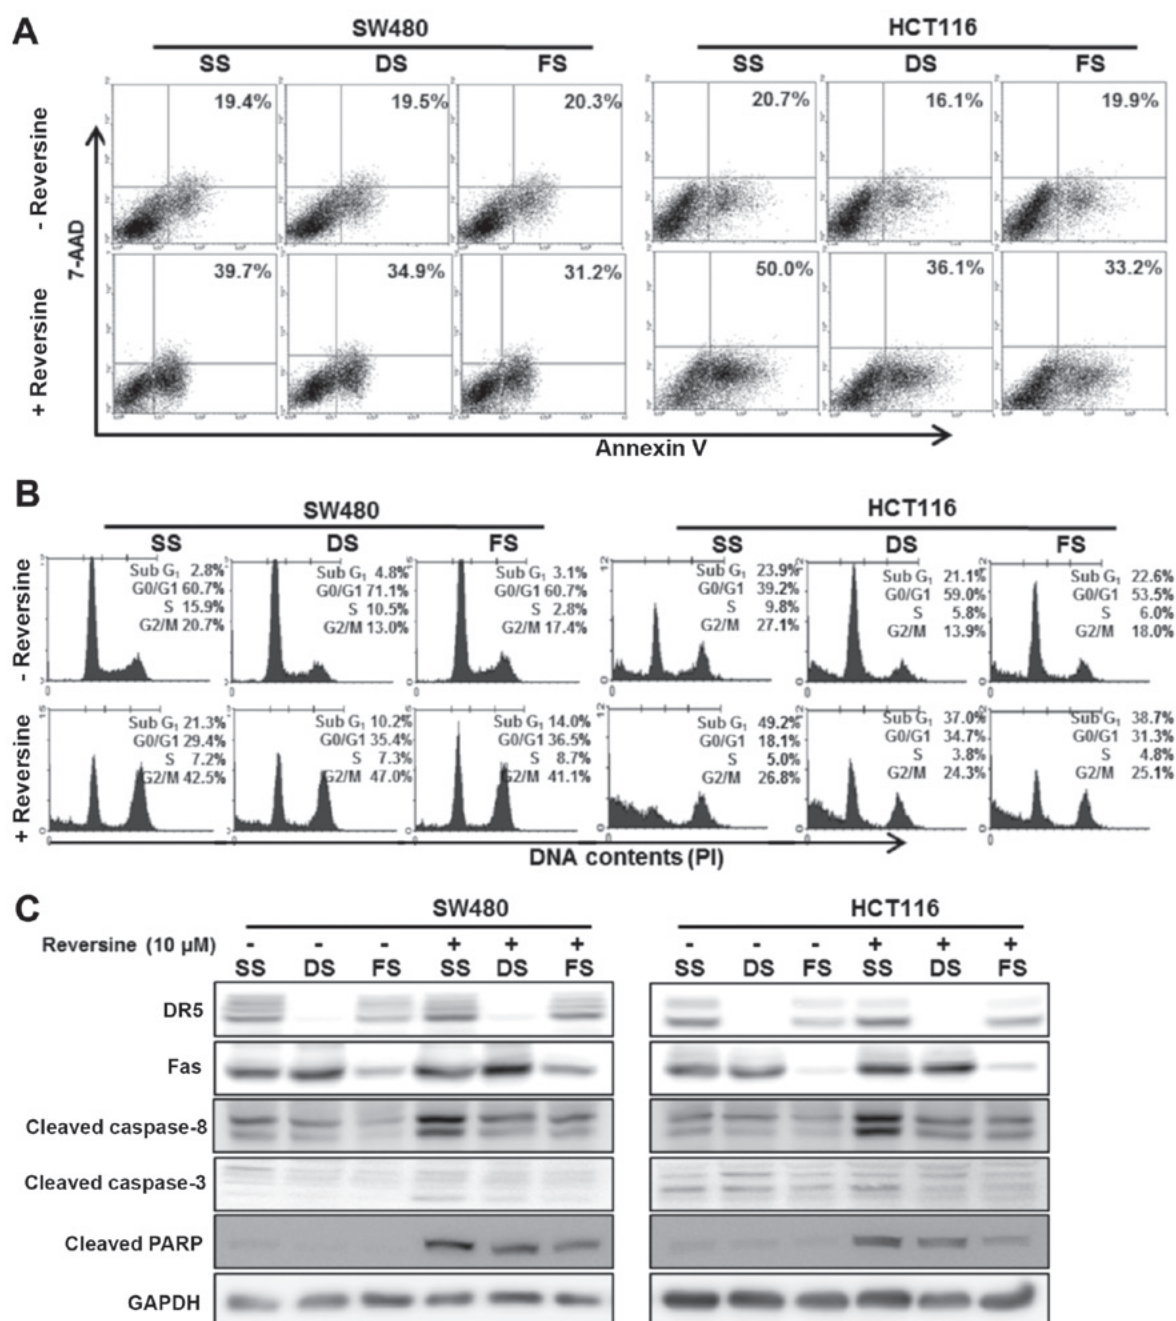 A
SW480
HCT116
SS DS FS SS DS FS
- Reversine
19.4% 19.5% 20.3% 20.7% 16.1% 19.9%
+ Reversine
39.7% 34.9% 31.2% 50.0% 36.1% 33.2%
7-AAD
Annexin V
B
SW480
HCT116
SS DS FS SS DS FS
- Reversine
Sub G1 2.8%
G0/G1 60.7%
S 15.9%
G2/M 20.7%
Sub G1 4.8%
G0/G1 71.1%
S 10.5%
G2/M 13.0%
Sub G1 3.1%
G0/G1 60.7%
S 2.8%
G2/M 17.4%
Sub G1 23.9%
G0/G1 39.2%
S 9.8%
G2/M 27.1%
Sub G1 21.1%
G0/G1 59.0%
S 5.8%
G2/M 13.9%
Sub G1 22.6%
G0/G1 53.5%
S 6.0%
G2/M 18.0%
+ Reversine
Sub G1 21.3%
G0/G1 29.4%
S 7.2%
G2/M 42.5%
Sub G1 10.2%
G0/G1 35.4%
S 7.3%
G2/M 47.0%
Sub G1 14.0%
G0/G1 36.5%
S 8.7%
G2/M 41.1%
Sub G1 49.2%
G0/G1 18.1%
S 5.0%
G2/M 26.8%
Sub G1 37.0%
G0/G1 34.7%
S 3.8%
G2/M 24.3%
Sub G1 38.7%
G0/G1 31.3%
S 4.8%
G2/M 25.1%
DNA contents (PI)
C
SW480
HCT116
Reversine (10 μM) - - - + + + - - - + + +
SS DS FS SS DS FS SS DS FS SS DS FS
DR5
Fas
Cleaved caspase-8
Cleaved caspase-3
Cleaved PARP
GAPDH